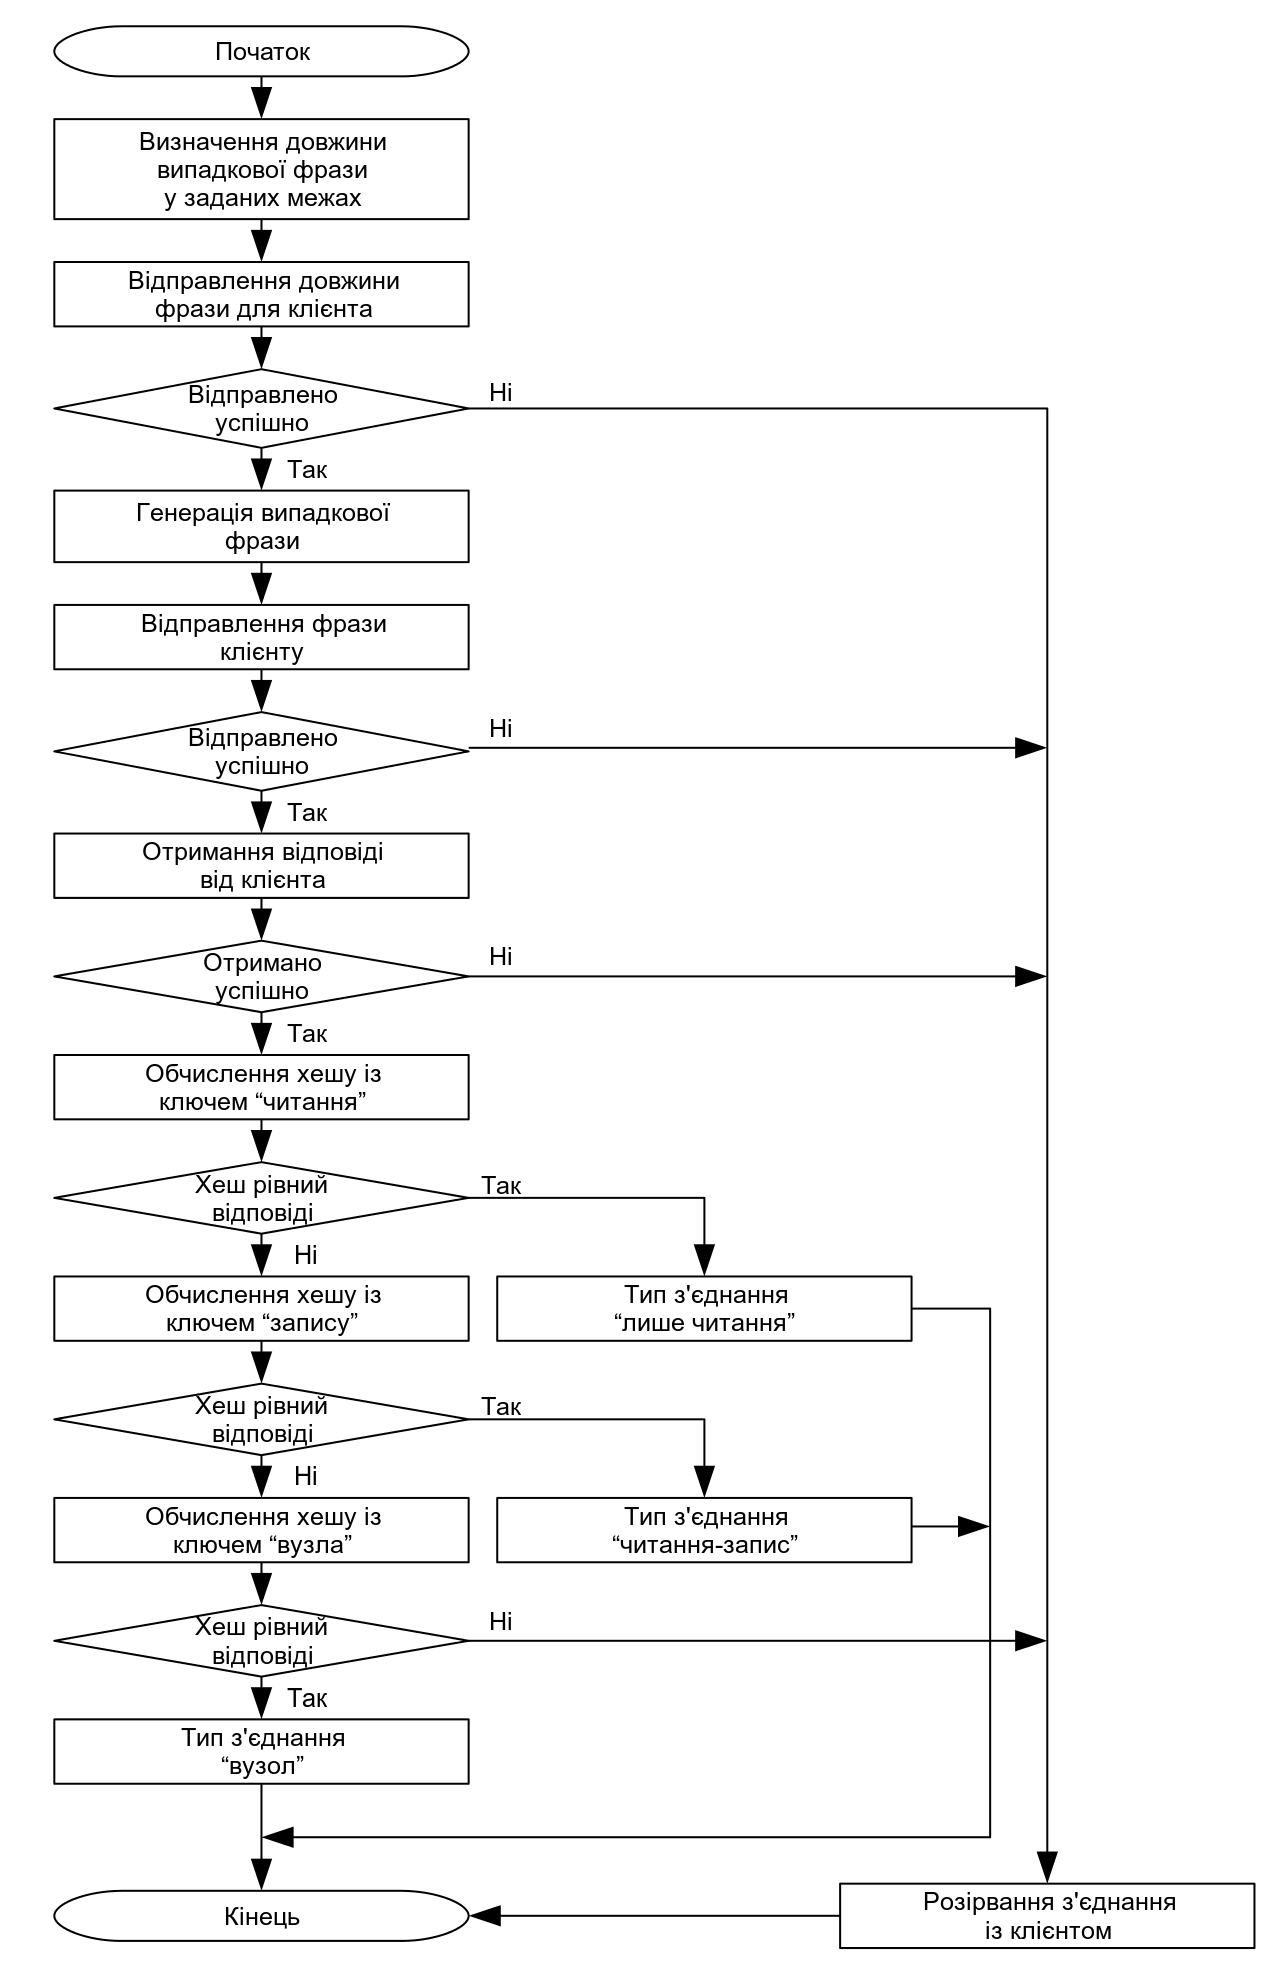 Початок
Визначення довжини
випадкової фрази
у заданих межах
Відправлення довжини
фрази для клієнта
Відправлено
успішно
Ні
Так
Генерація випадкової
фрази
Відправлення фрази
клієнту
Відправлено
успішно
Ні
Так
Отримання відповіді
від клієнта
Отримано
успішно
Ні
Так
Обчислення хешу із
ключем “читання”
Хеш рівний
відповіді
Так
Ні
Обчислення хешу із
ключем “запису”
Тип з'єднання
“лише читання”
Хеш рівний
відповіді
Так
Ні
Обчислення хешу із
ключем “вузла”
Тип з'єднання
“читання-запис”
Хеш рівний
відповіді
Ні
Так
Тип з'єднання
“вузол”
Кінець
Розірвання з'єднання
із клієнтом